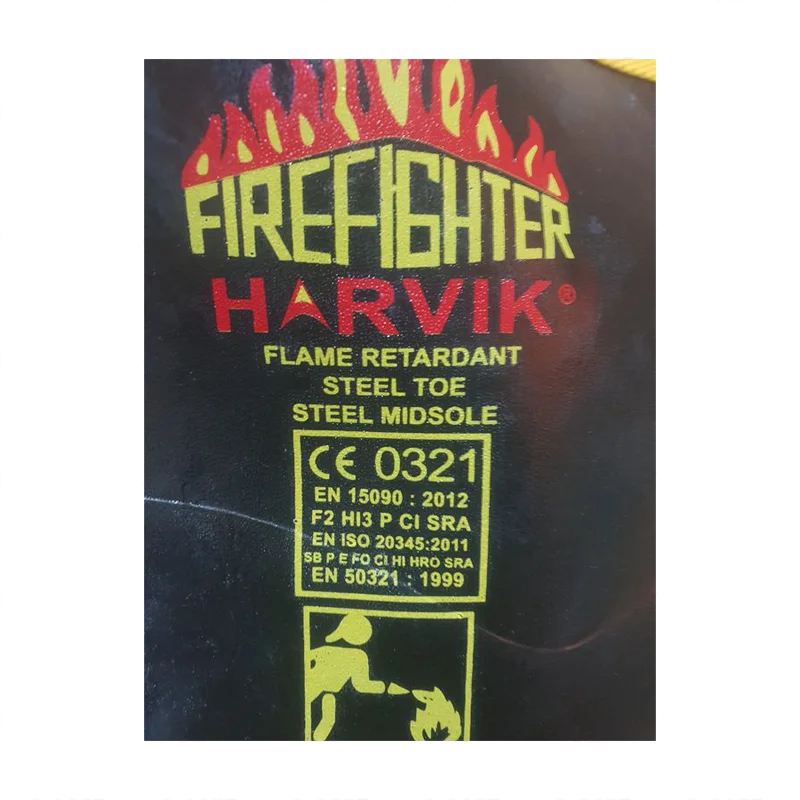 FIREFIGHTER
HARVIK®
FLAME RETARDANT
STEEL TOE
STEEL MIDSOLE
CE 0321
EN 15090 : 2012
F2 HI3 P CI SRA
EN ISO 20345:2011
SB P E FO CI HI HRO SRA
EN 50321 : 1999